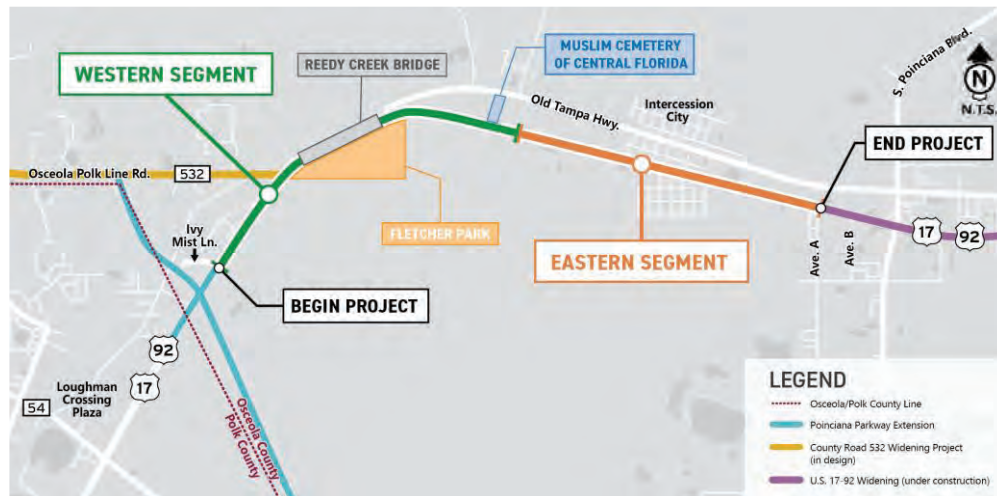 WESTERN SEGMENT
REEDY CREEK BRIDGE
MUSLIM CEMETERY
OF CENTRAL FLORIDA
S. Poinciana Blvd.
N
N.T.S.
Old Tampa Hwy.
Intercession
City
END PROJECT
Osceola Polk Line Rd.
532
FLETCHER PARK
Ivy
Mist Ln.
EASTERN SEGMENT
17
92
Ave. A
Ave. B
BEGIN PROJECT
92
17
Loughman
Crossing
Plaza
54
Osceola County
Polk County
LEGEND
Osceola/Polk County Line
Poinciana Parkway Extension
County Road 532 Widening Project
(in design)
U.S. 17-92 Widening (under construction)